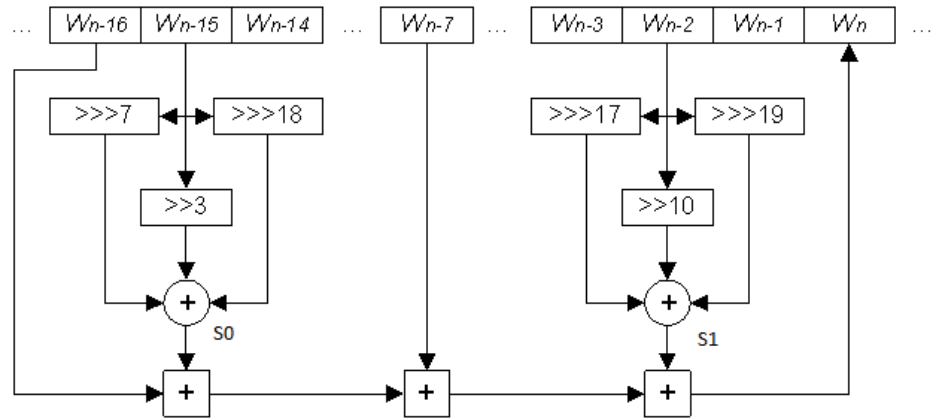 ... Wn-16 Wn-15 Wn-14 ... Wn-7 ... Wn-3 Wn-2 Wn-1 Wn ...
>>>7 >>>18 >>>17 >>>19
>>3 >>10
+ +
S0 S1
+ + +